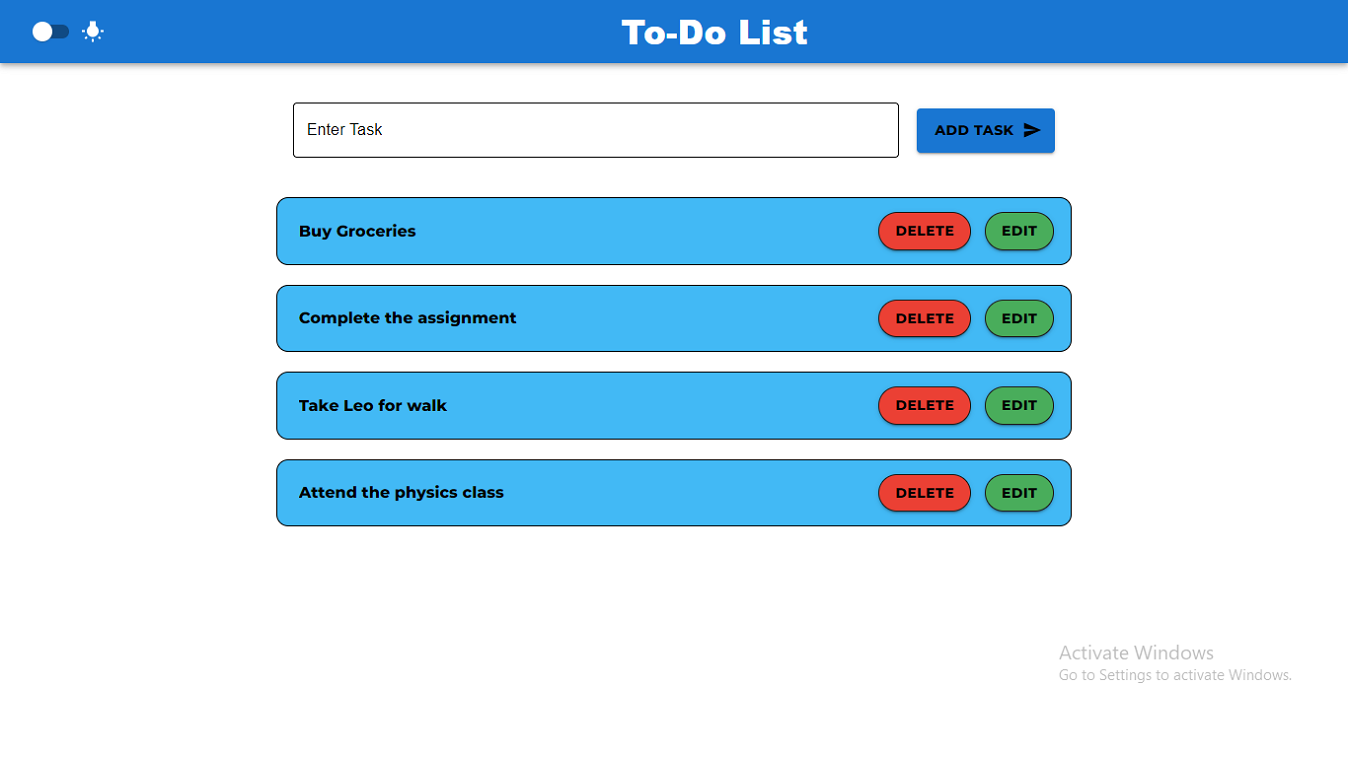 To-Do List
Enter Task
ADD TASK
Buy Groceries
DELETE
EDIT
Complete the assignment
DELETE
EDIT
Take Leo for walk
DELETE
EDIT
Attend the physics class
DELETE
EDIT
Activate Windows
Go to Settings to activate Windows.